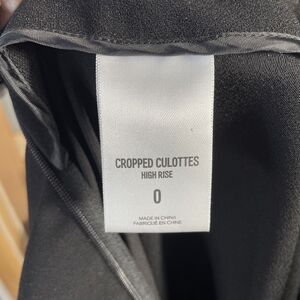 CROPPED CULOTTES
HIGH RISE
0
MADE IN CHINA
FABRIQUÉ EN CHINE